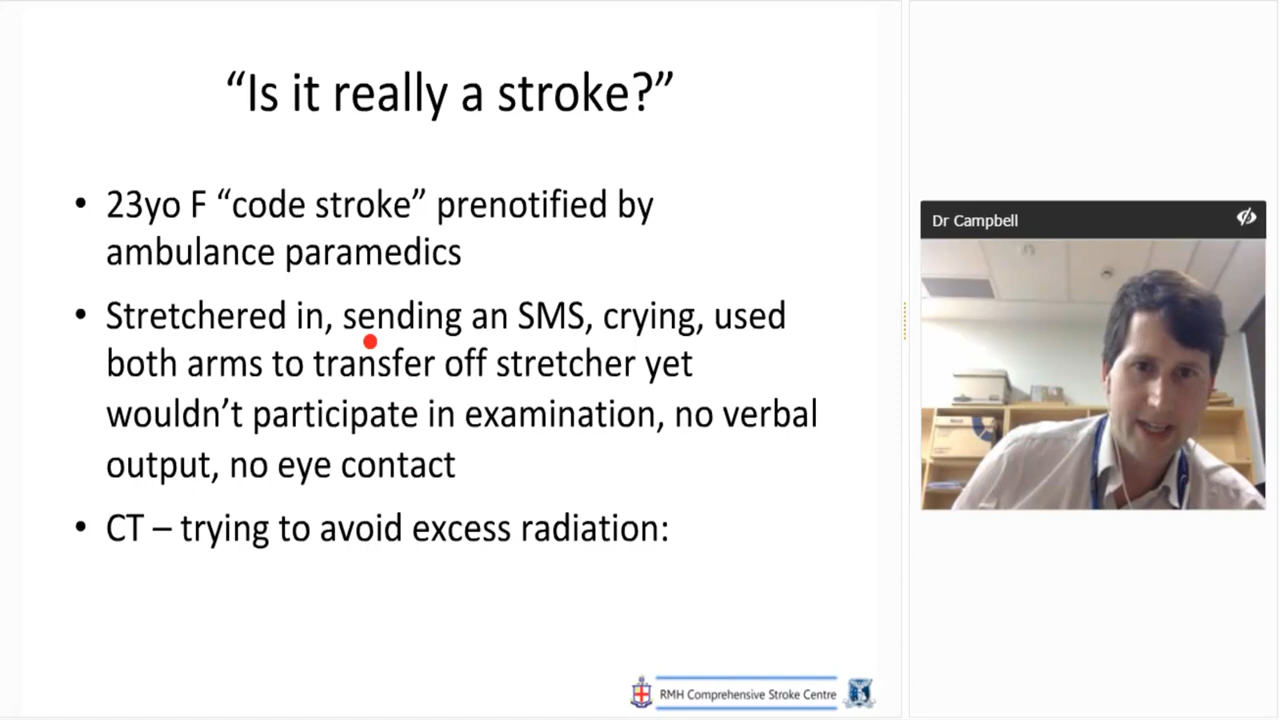 “Is it really a stroke?”
• 23yo F “code stroke” prenotified by
ambulance paramedics
• Stretchered in, sending an SMS, crying, used
both arms to transfer off stretcher yet
wouldn’t participate in examination, no verbal
output, no eye contact
• CT – trying to avoid excess radiation:
RMH Comprehensive Stroke Centre
Dr Campbell